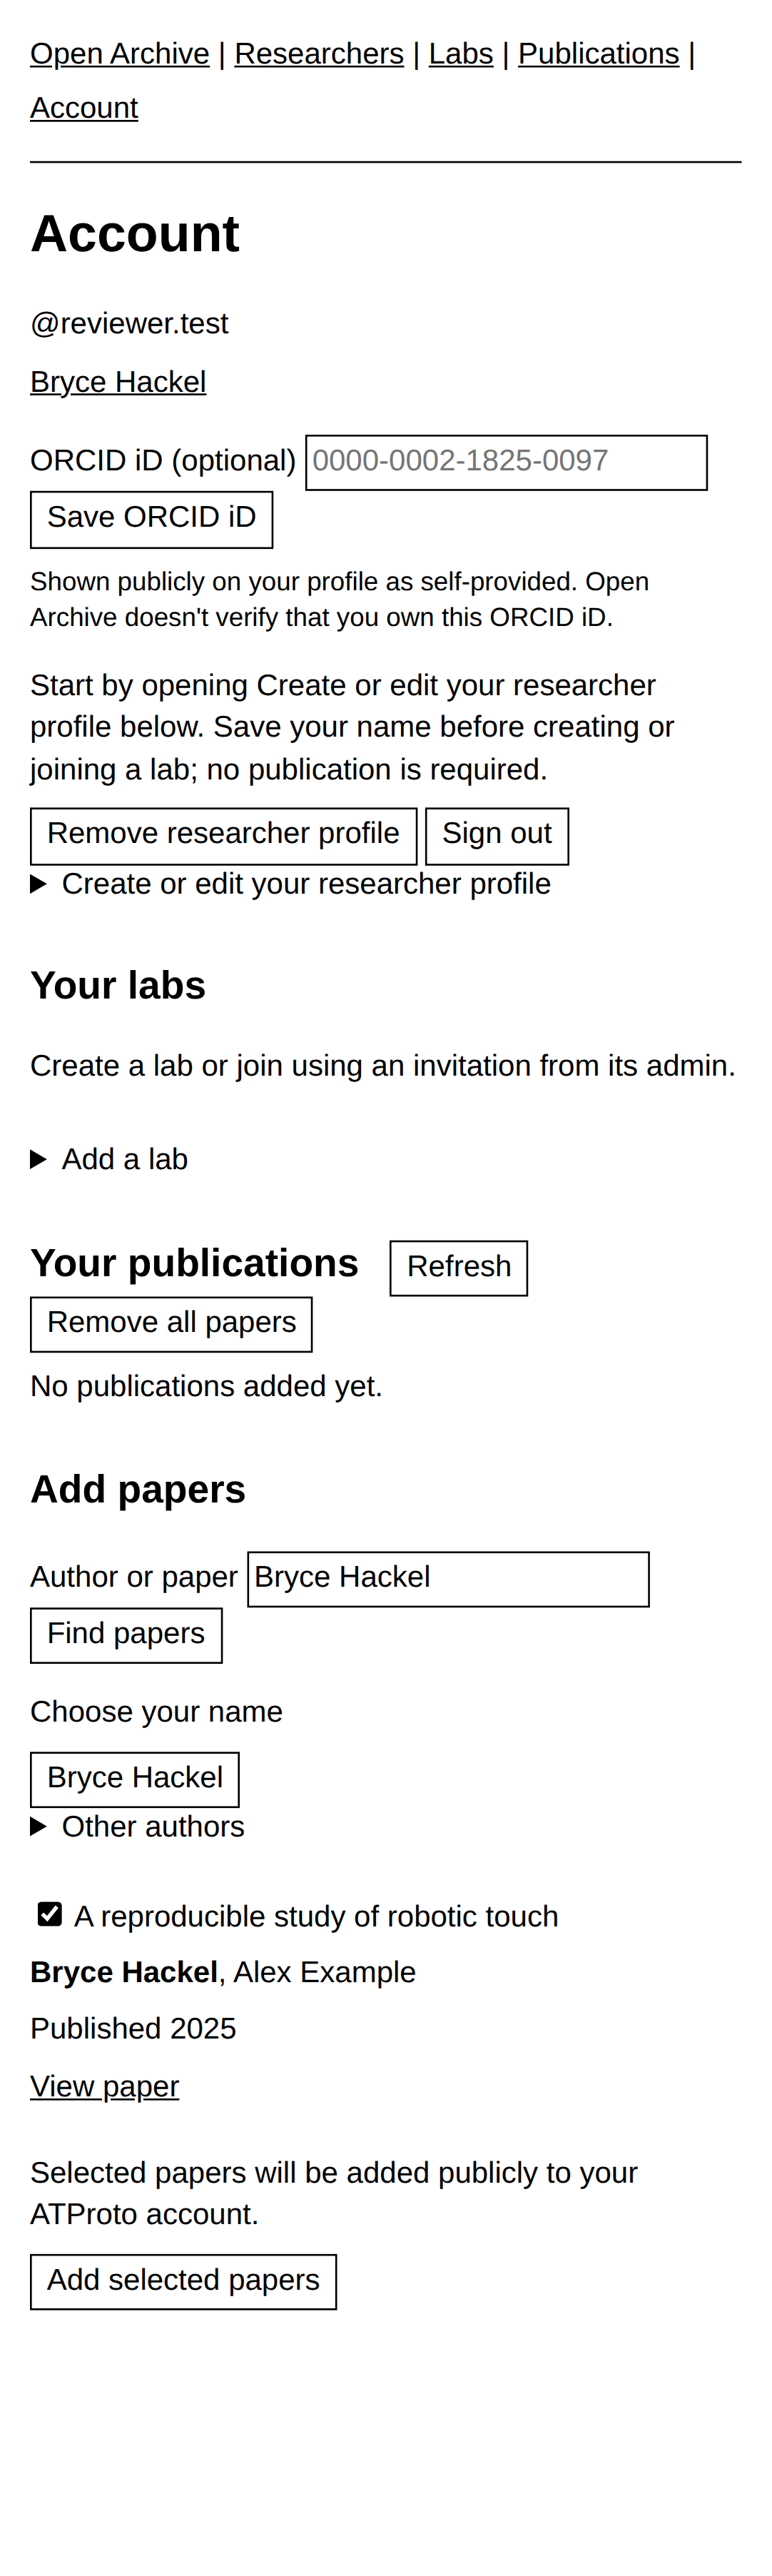 Open Archive | Researchers | Labs | Publications |
Account
Account
@reviewer.test
Bryce Hackel
ORCID iD (optional) 0000-0002-1825-0097
Save ORCID iD
Shown publicly on your profile as self-provided. Open
Archive doesn't verify that you own this ORCID iD.
Start by opening Create or edit your researcher
profile below. Save your name before creating or
joining a lab; no publication is required.
Remove researcher profile Sign out
Create or edit your researcher profile
Your labs
Create a lab or join using an invitation from its admin.
Add a lab
Your publications Refresh
Remove all papers
No publications added yet.
Add papers
Author or paper Bryce Hackel
Find papers
Choose your name
Bryce Hackel
Other authors
A reproducible study of robotic touch
Bryce Hackel, Alex Example
Published 2025
View paper
Selected papers will be added publicly to your
ATProto account.
Add selected papers